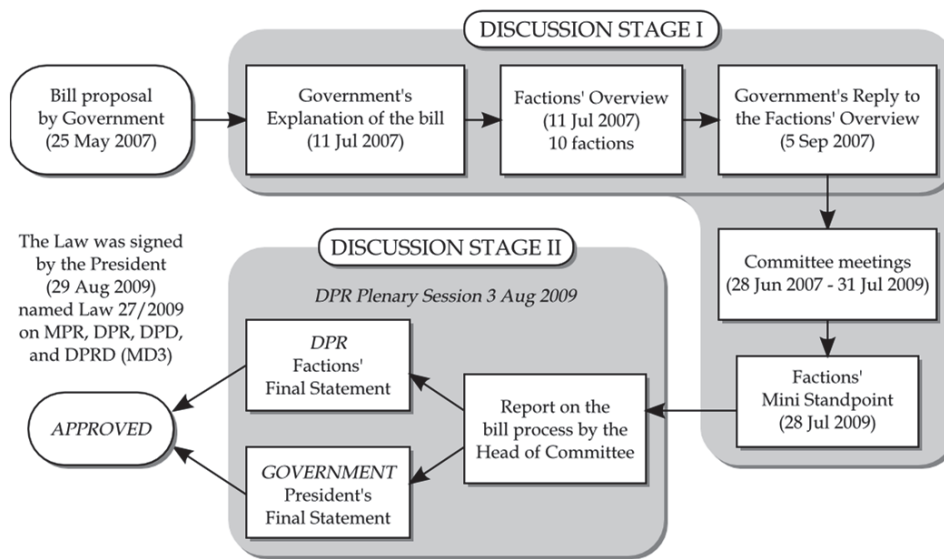 DISCUSSION STAGE I
Bill proposal
by Government
(25 May 2007)
Government's
Explanation of the bill
(11 Jul 2007)
Factions' Overview
(11 Jul 2007)
10 factions
Government's Reply to
the Factions' Overview
(5 Sep 2007)
Committee meetings
(28 Jun 2007 - 31 Jul 2009)
Factions'
Mini Standpoint
(28 Jul 2009)
DISCUSSION STAGE II
DPR Plenary Session 3 Aug 2009
Report on the
bill process by the
Head of Committee
DPR
Factions'
Final Statement
GOVERNMENT
President's
Final Statement
The Law was signed
by the President
(29 Aug 2009)
named Law 27/2009
on MPR, DPR, DPD,
and DPRD (MD3)
APPROVED